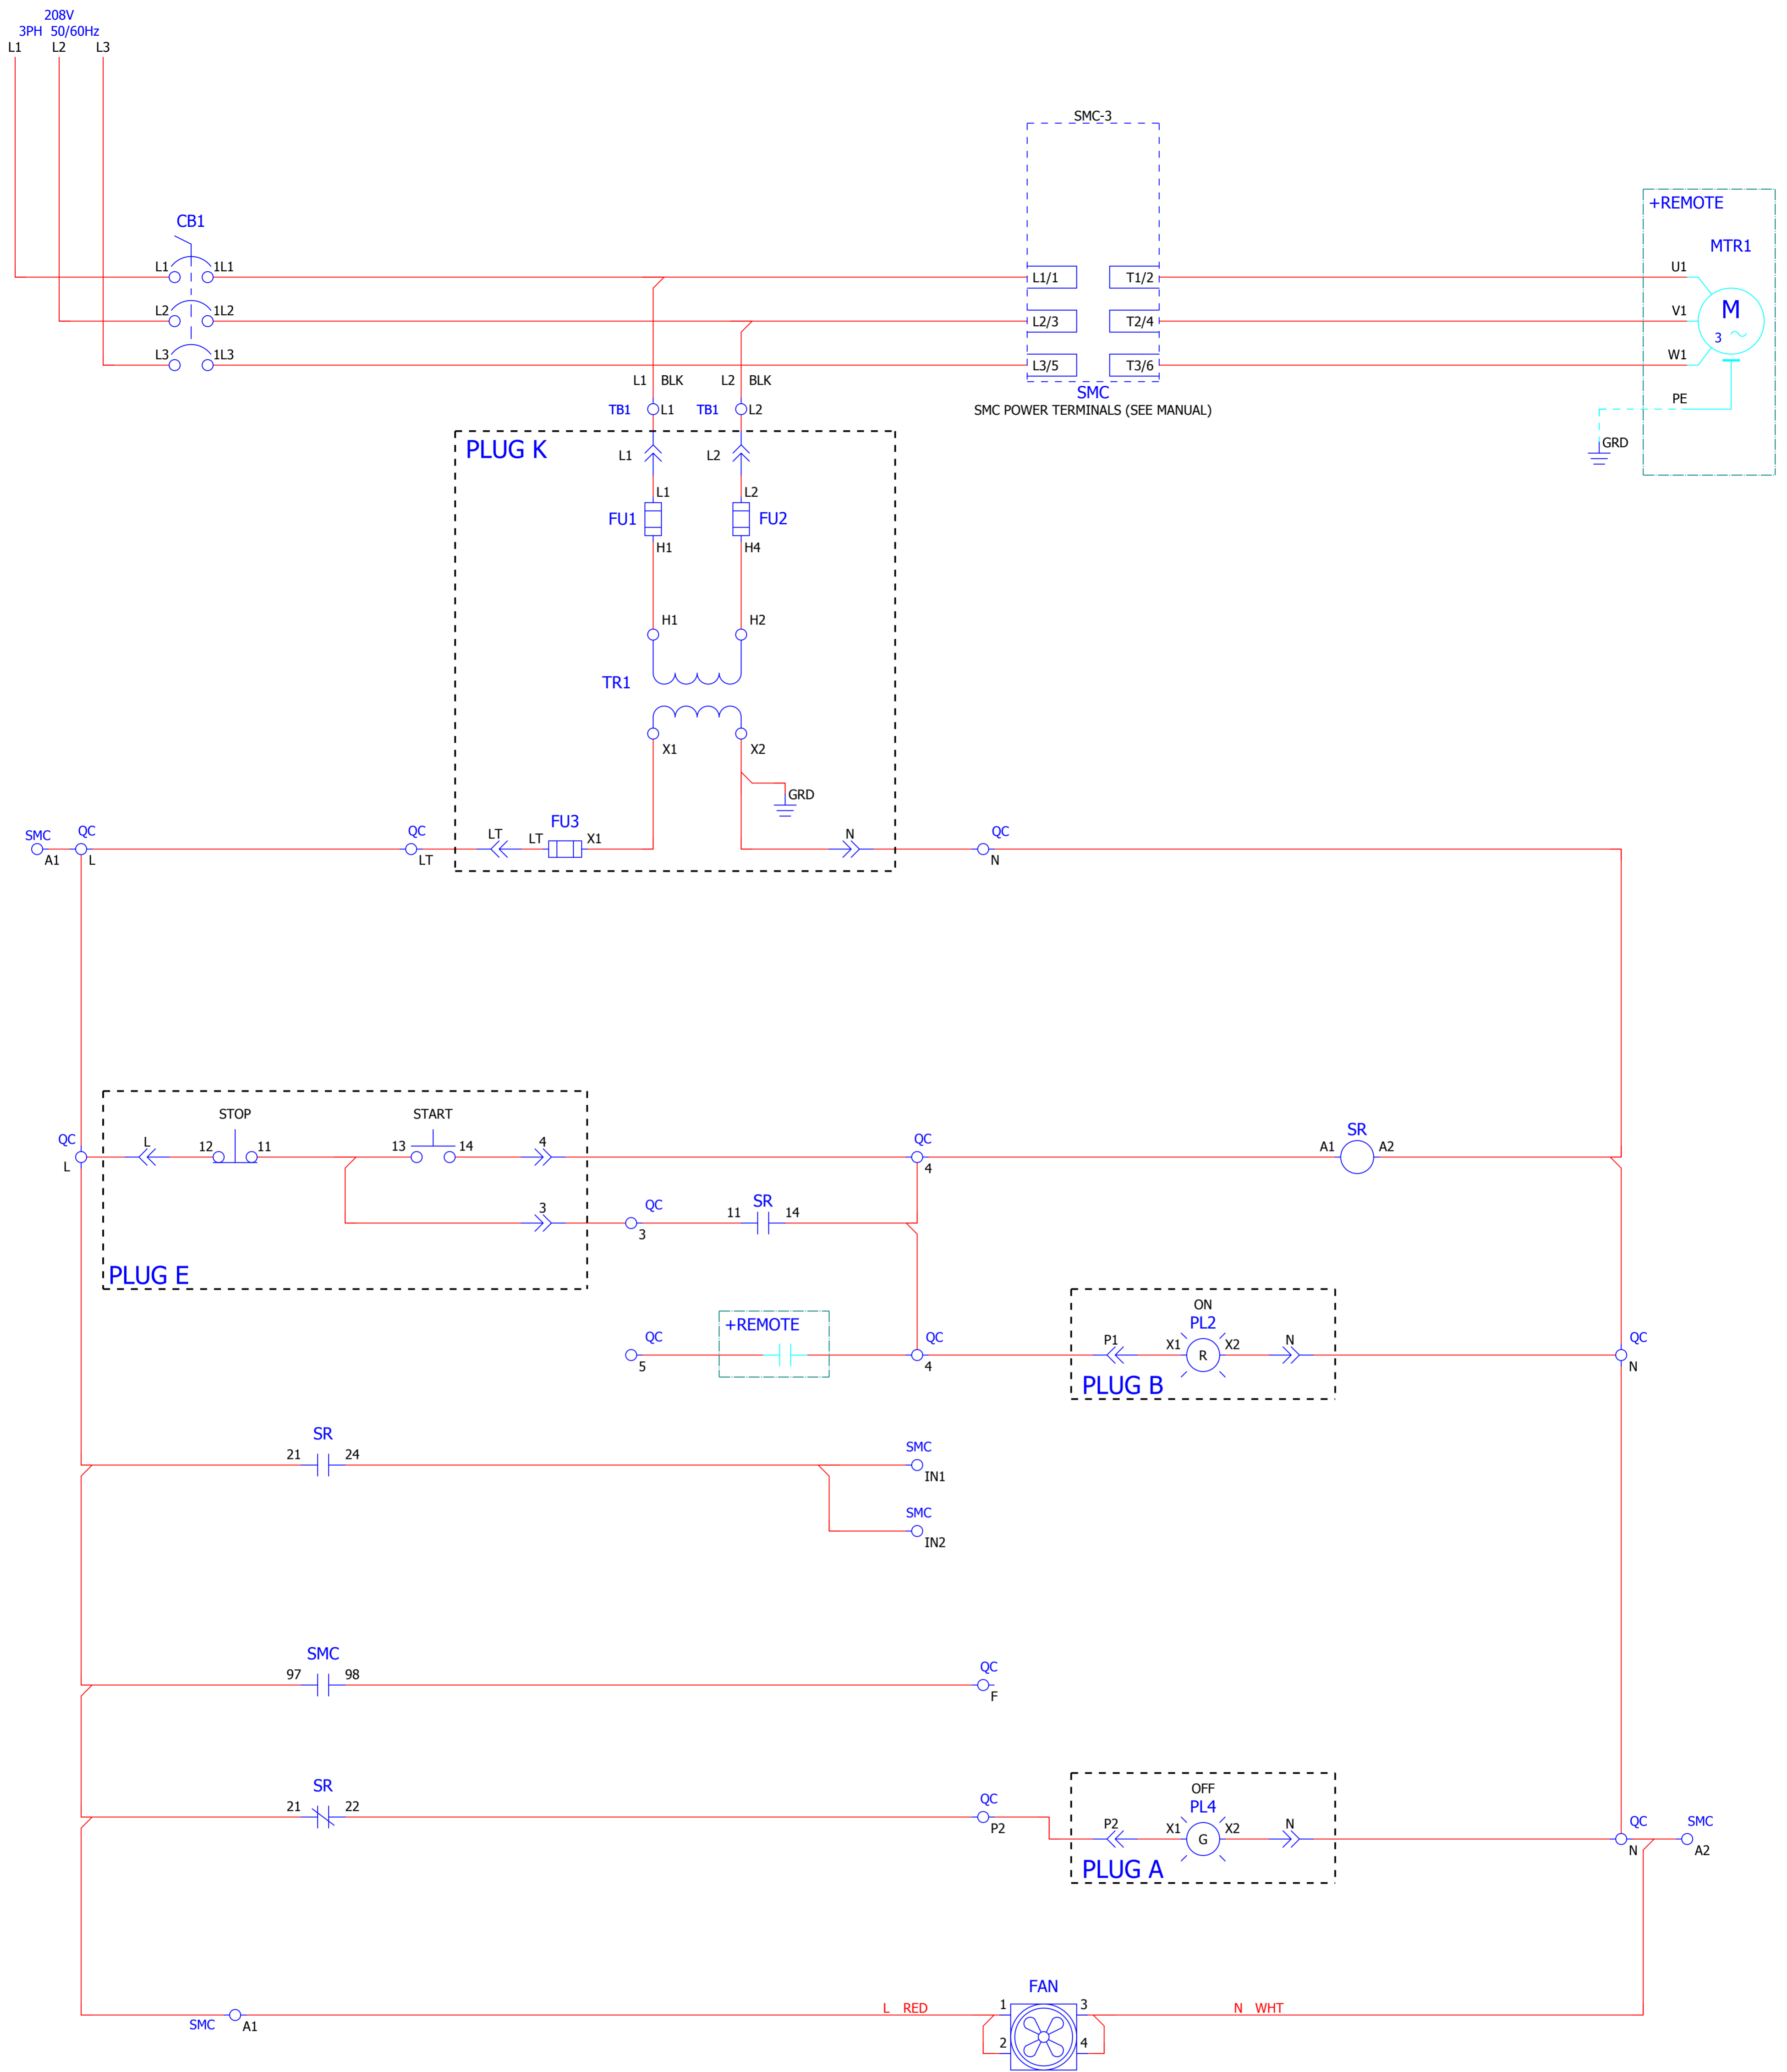 208V
3PH 50/60Hz
L1 L2 L3
SMC-3
+REMOTE
CB1
MTR1
L1 1L1 L1/1 T1/2 U1
L2 1L2 L2/3 T2/4 V1 M
3
L3 1L3 L3/5 T3/6 W1
L1 BLK L2 BLK
SMC
PE
TB1 L1 TB1 L2
SMC POWER TERMINALS (SEE MANUAL)
GRD
PLUG K
L1 L2
L1 L2
FU1 FU2
H1 H4
H1 H2
TR1
X1 X2
GRD
FU3
SMC QC QC LT LT X1 N QC
A1 L LT N
STOP START
QC L 12 11 13 14 4 QC SR
A1 A2
L 4
3 QC 11 SR 14
3
PLUG E
ON
+REMOTE PL2
QC QC P1 X1 X2 N QC
R
5 4 N
PLUG B
SR SMC
21 24
IN1
SMC
IN2
SMC
97 98 QC
F
SR OFF
PL4
21 22 QC P2 X1 X2 N QC SMC
P2 G N A2
PLUG A
FAN
L RED 1 3 N WHT
SMC A1
2 4